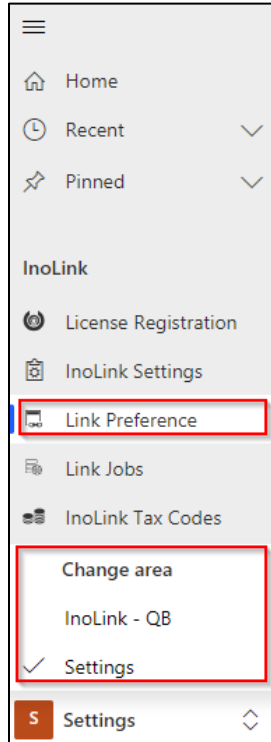 Home
Recent
Pinned
InoLink
License Registration
InoLink Settings
Link Preference
Link Jobs
InoLink Tax Codes
Change area
InoLink - QB
Settings
S Settings